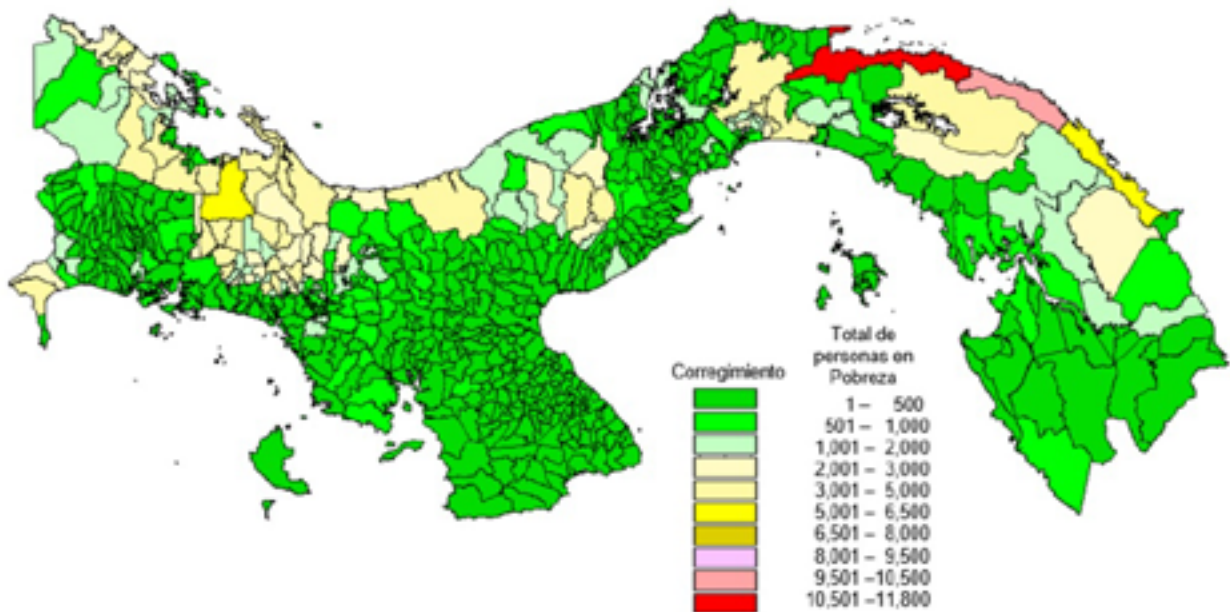 Corregimiento
Total de
personas en
Pobreza
1 – 500
501 – 1,000
1,001 – 2,000
2,001 – 3,000
3,001 – 5,000
5,001 – 6,500
6,501 – 8,000
8,001 – 9,500
9,501 –10,500
10,501 –11,800